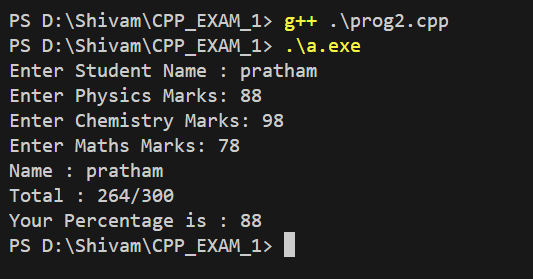 PS D:\Shivam\CPP_EXAM_1> g++ .\prog2.cpp
PS D:\Shivam\CPP_EXAM_1> .\a.exe
Enter Student Name : pratham
Enter Physics Marks: 88
Enter Chemistry Marks: 98
Enter Maths Marks: 78
Name : pratham
Total : 264/300
Your Percentage is : 88
PS D:\Shivam\CPP_EXAM_1>